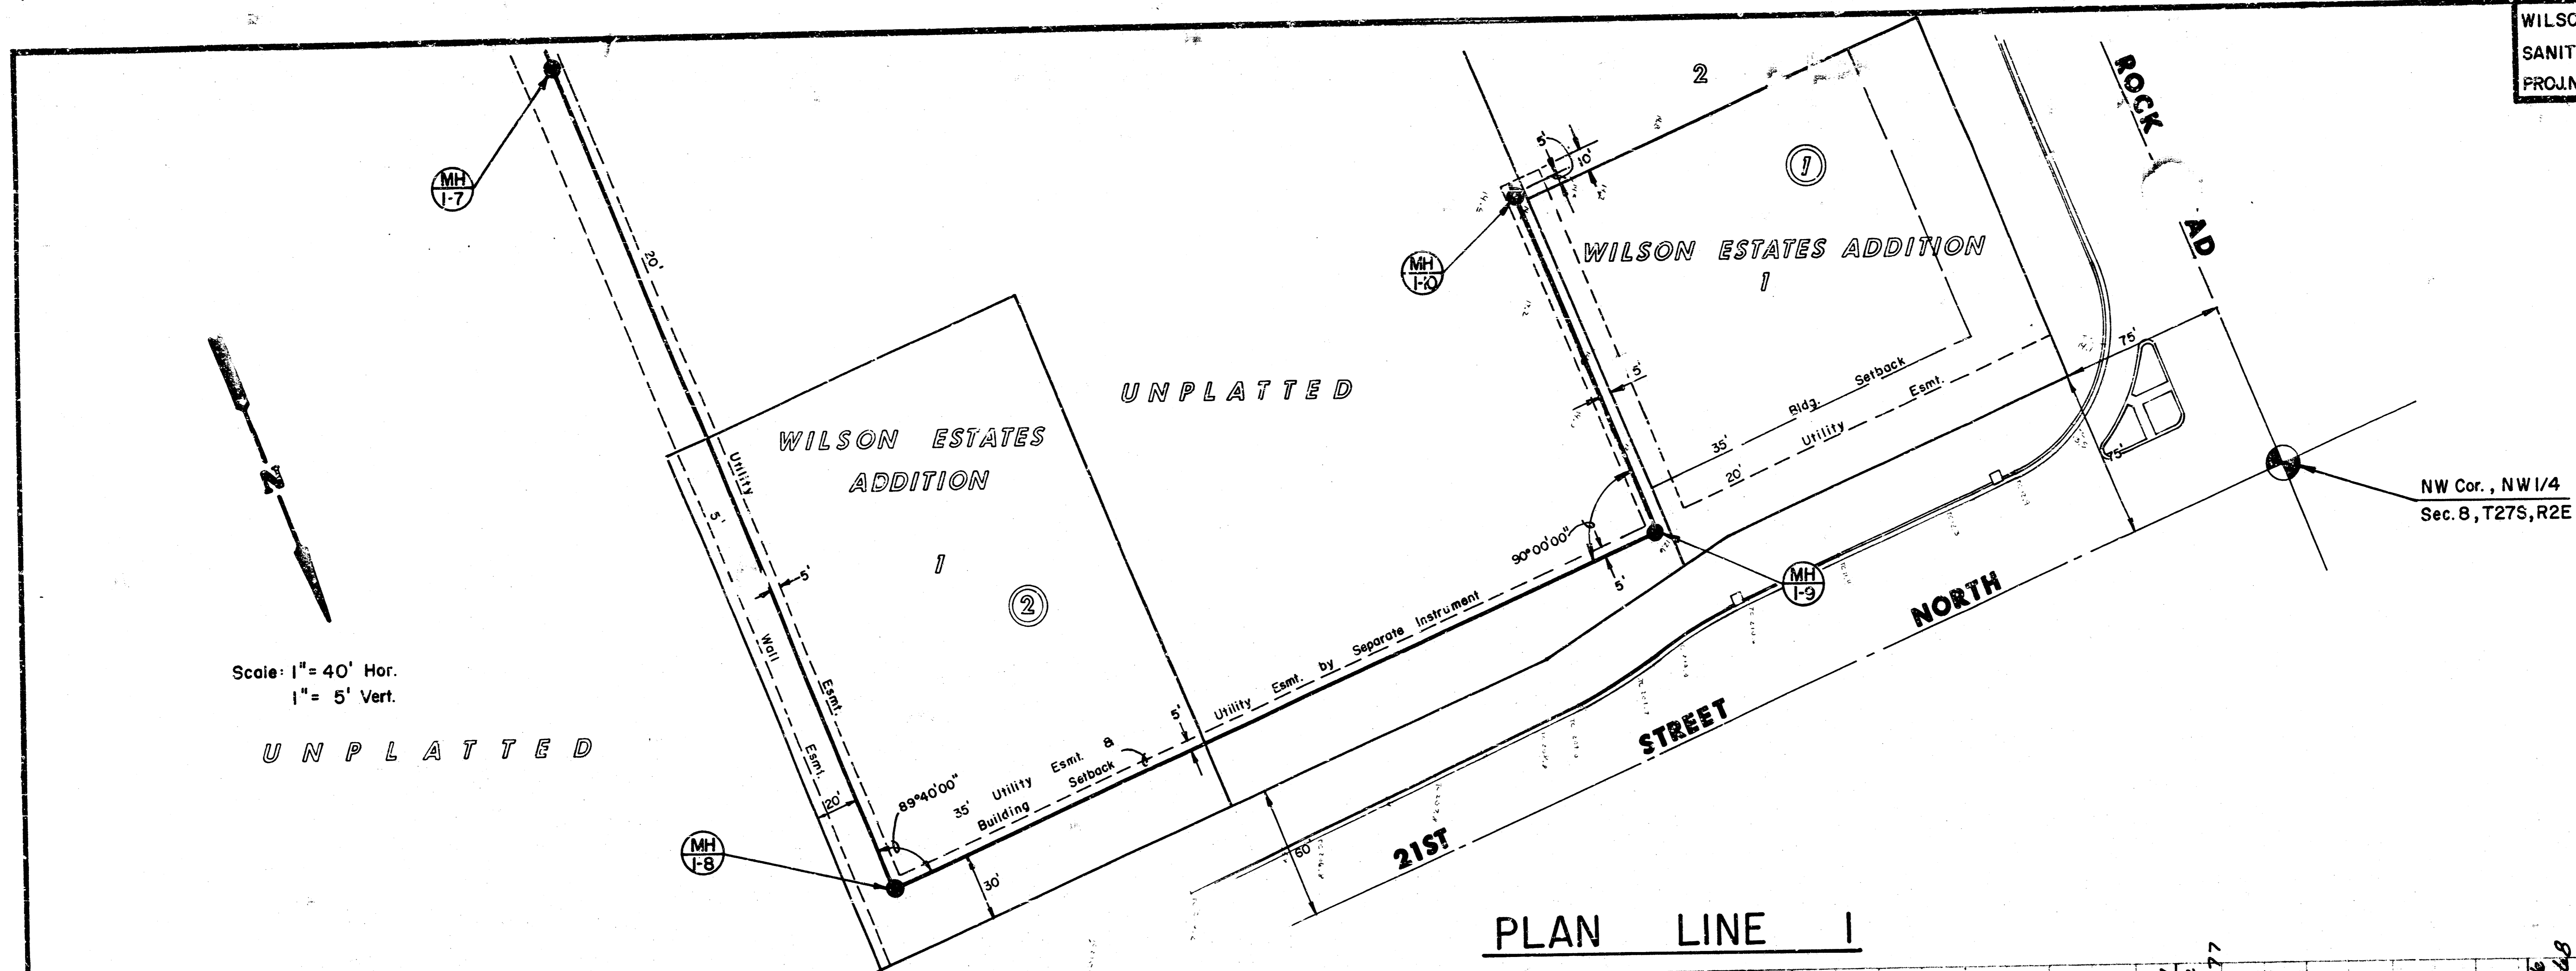 WILSO
SANIT
PROJ.N
ROCK
AD
2
5'
10'
1
MH
1-7
MH
1-10
WILSON ESTATES ADDITION
1
20'
15'
75'
Bldg. Setback
35'
Utility Esmt.
20'
75'
UNPLATTED
WILSON ESTATES
ADDITION
1
2
Utility
5'
5'
Wall
Esmt.
Esmt.
20'
N
Scale: 1" = 40' Hor.
1" = 5' Vert.
UNPLATTED
NW Cor., NW 1/4
Sec. 8, T27S, R2E
90°00'00"
5'
MH
1-9
Utility Esmt. by Separate Instrument
5'
89°40'00"
35' Utility Esmt. &
Building Setback
MH
1-8
30'
60'
21ST STREET NORTH
PLAN LINE 1